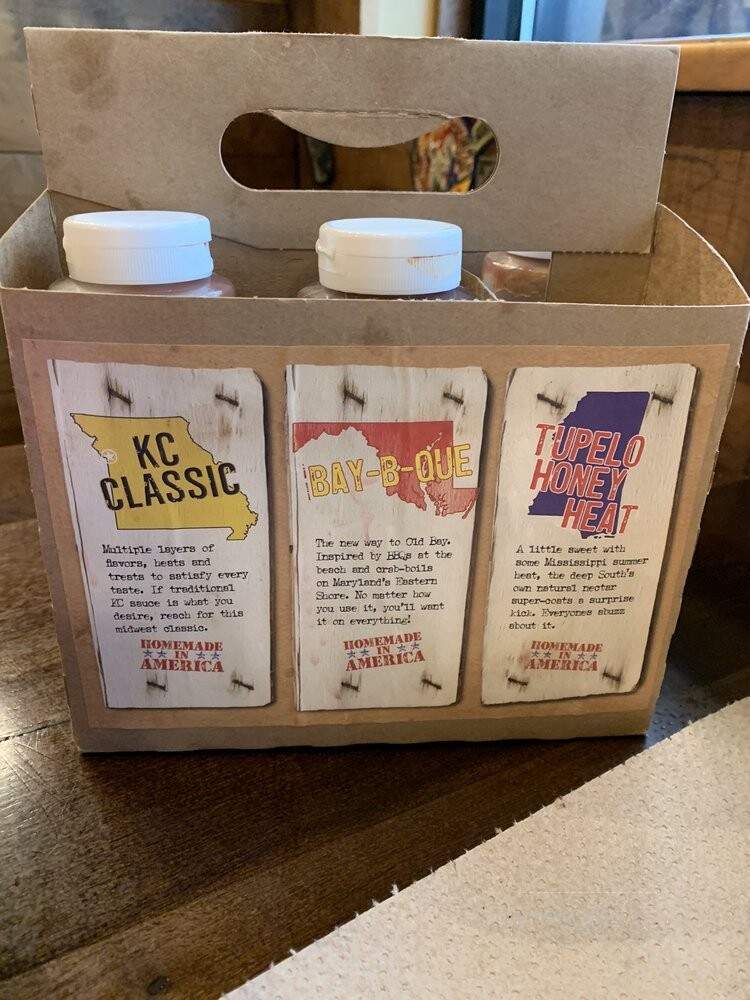 KC
CLASSIC
Multiple layers of
flavors, heats and
treats to satisfy every
taste. If traditional
KC sauce is what you
desire, reach for this
midwest classic.
HOMEMADE
IN
AMERICA
BAY-B-QUE
The new way to Old Bay.
Inspired by BBQs at the
beach and crab-boils
on Maryland's Eastern
Shore. No matter how
you use it, you'll want
it on everything!
HOMEMADE
IN
AMERICA
TUPELO
HONEY
HEAT
A little sweet with
some Mississippi summer
heat, the deep South's
own natural nectar
super-coats a surprise
kick. Everyones abuzz
about it.
HOMEMADE
IN
AMERICA